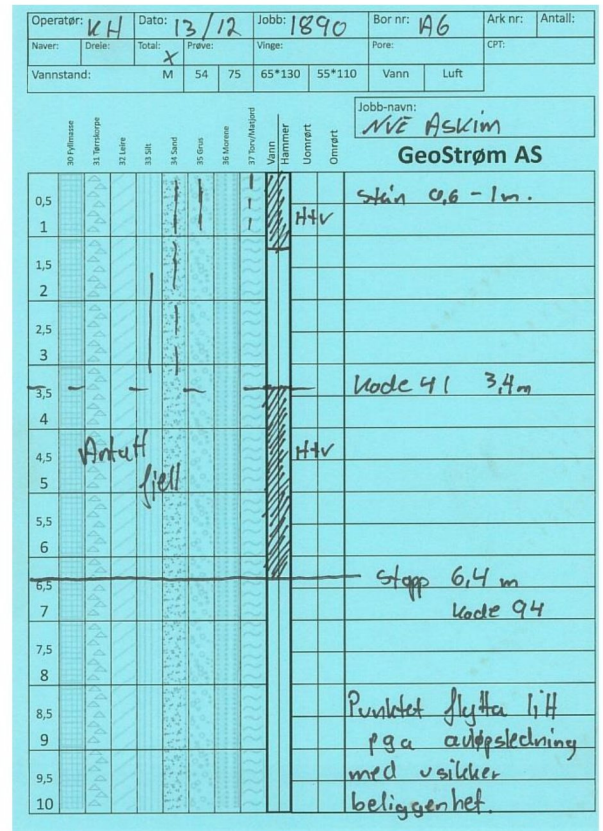 Operatør: KH Dato: 13/12 Jobb: 1890 Bor nr: A6 Ark nr: Antall:
Naver: Dreie: Total: X Prøve: Vinge: Pore: CPT:
Vannstand: M 54 75 65*130 55*110 Vann Luft
Jobb-navn:
NVE Askim
30 Fyllmasse 31 Tørrskorpe 32 Leire 33 Silt 34 Sand 35 Grus 36 Morene 37 Torv/Matjord Vann Hammer Uomrørt Omrørt
GeoStrøm AS
0,5 stein 0,6 - 1m.
H+V
1
1,5
2
2,5
3
3,5 Kode 41 3,4m
4
4,5 Antatt H+V
5 fjell
5,5
6
6,5 stopp 6,4 m
7 Kode 94
7,5
8
8,5 Punktet flytta litt
9 pga avløpsledning
9,5 med usikker
10 beliggenhet.